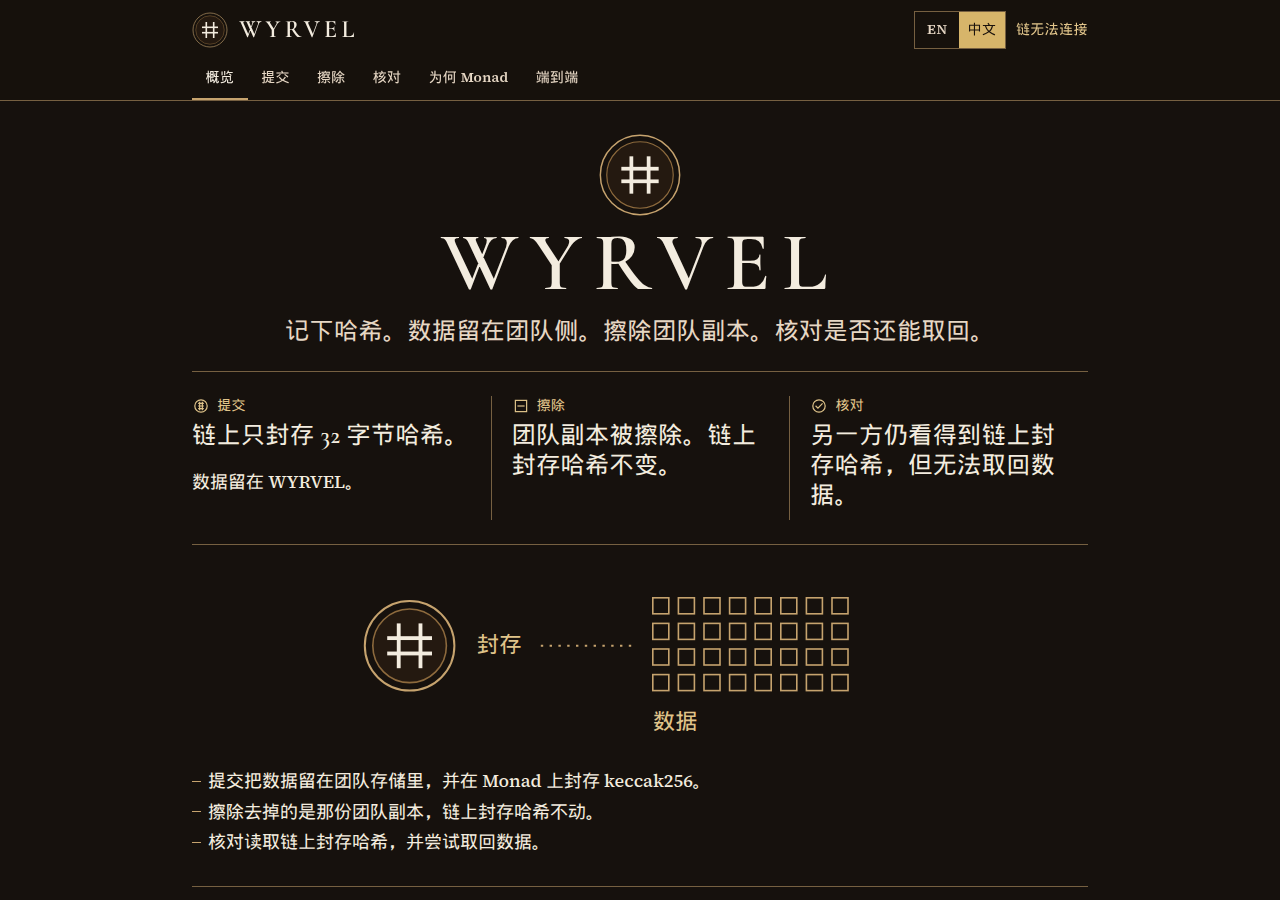 WYRVEL
EN 中文 链无法连接
概览 提交 擦除 核对 为何 Monad 端到端
WYRVEL
记下哈希。数据留在团队侧。擦除团队副本。核对是否还能取回。
提交
链上只封存 32 字节哈希。
数据留在 WYRVEL。
擦除
团队副本被擦除。链上
封存哈希不变。
核对
另一方仍看得到链上封
存哈希，但无法取回数
据。
封存
数据
– 提交把数据留在团队存储里，并在 Monad 上封存 keccak256。
– 擦除去掉的是那份团队副本，链上封存哈希不动。
– 核对读取链上封存哈希，并尝试取回数据。